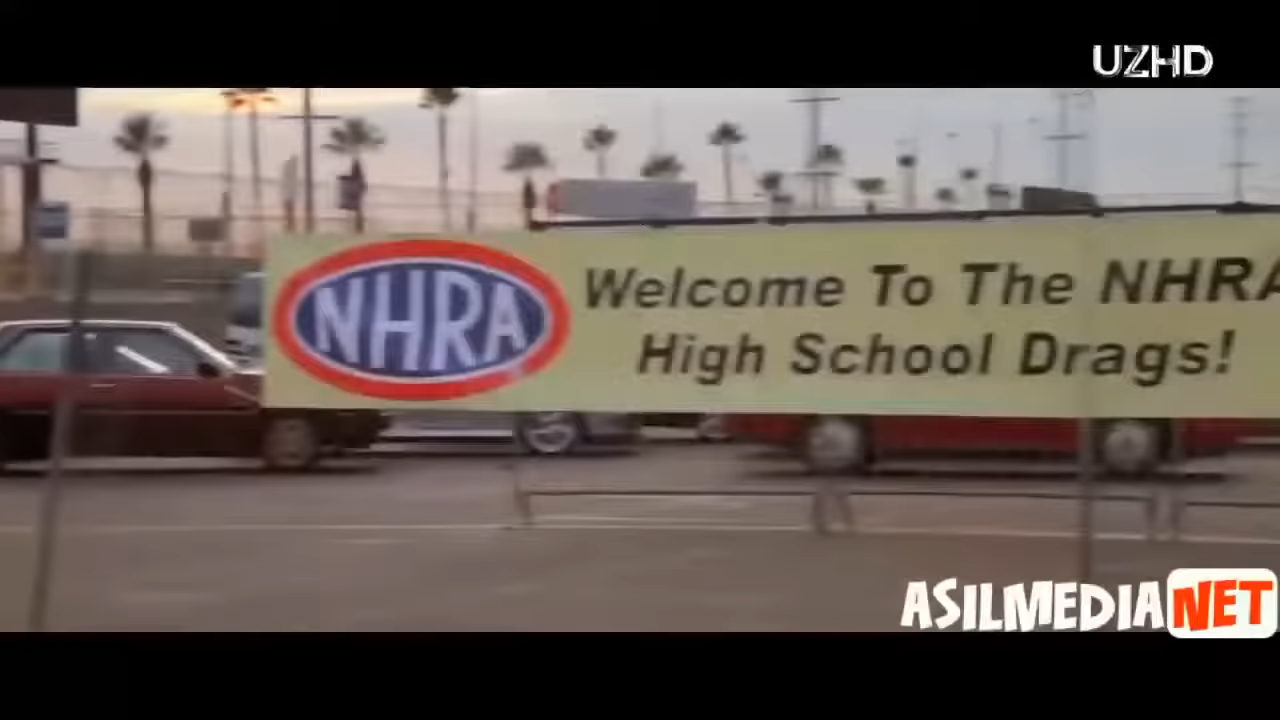 UZHD
NHRA
Welcome To The NHRA
High School Drags!
ASILMEDIA NET